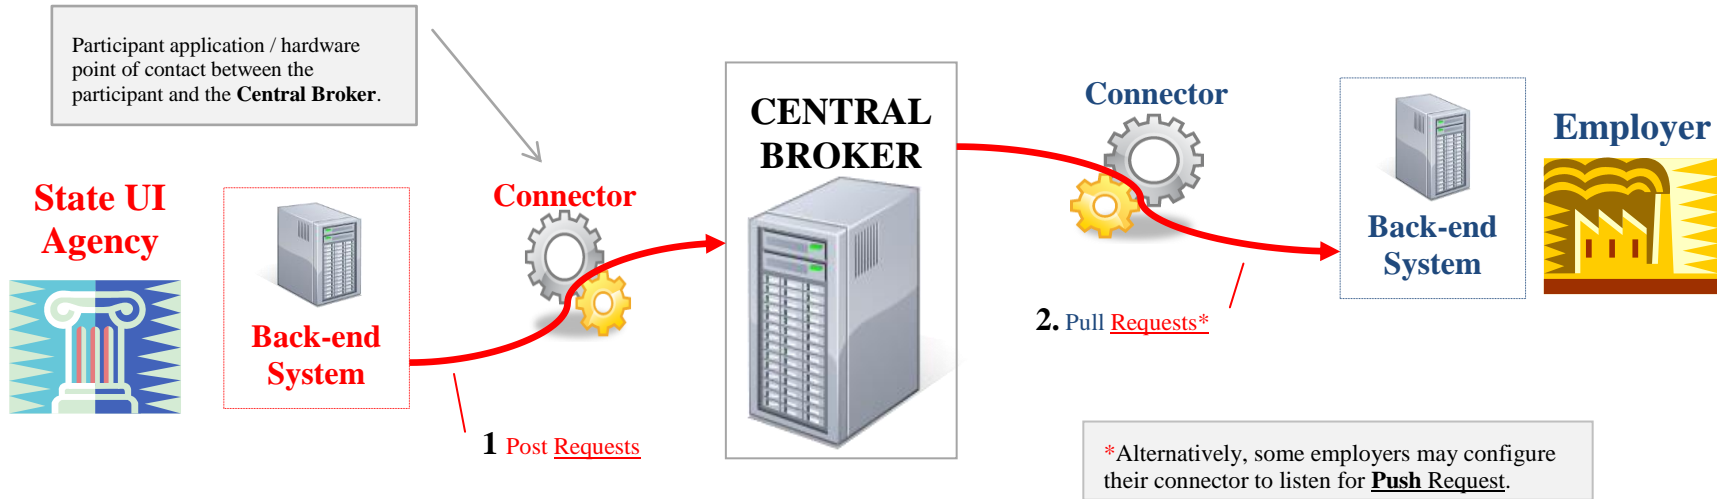 Participant application / hardware
point of contact between the
participant and the Central Broker.
State UI
Agency
Back-end
System
Connector
1 Post Requests
CENTRAL
BROKER
Connector
2. Pull Requests*
Back-end
System
Employer
*Alternatively, some employers may configure
their connector to listen for Push Request.